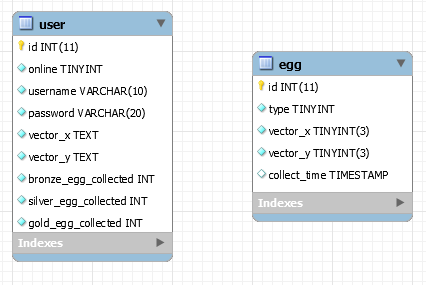 user
id INT(11)
online TINYINT
username VARCHAR(10)
password VARCHAR(20)
vector_x TEXT
vector_y TEXT
bronze_egg_collected INT
silver_egg_collected INT
gold_egg_collected INT
Indexes
egg
id INT(11)
type TINYINT
vector_x TINYINT(3)
vector_y TINYINT(3)
collect_time TIMESTAMP
Indexes